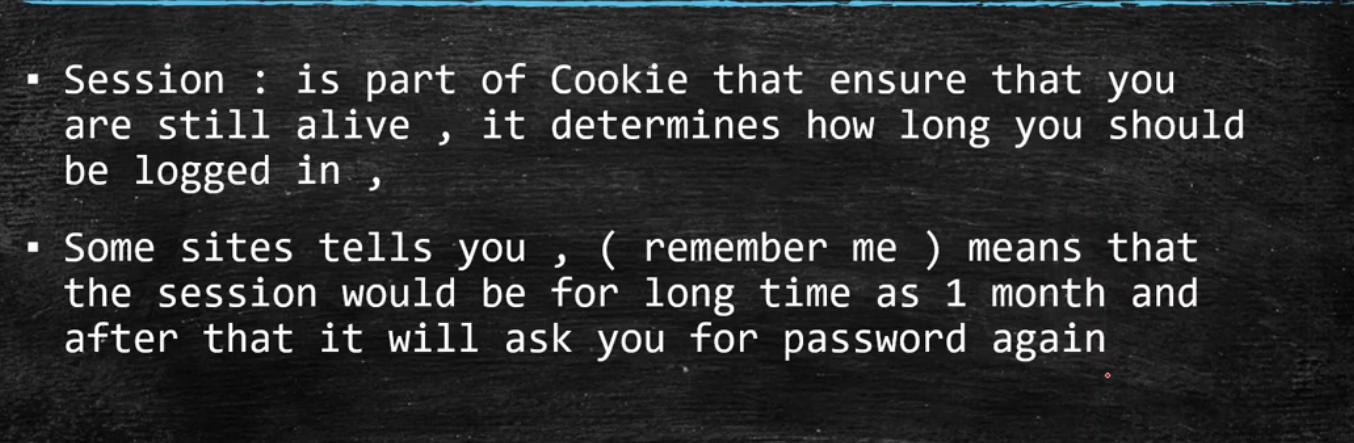 ▪ Session : is part of Cookie that ensure that you
are still alive , it determines how long you should
be logged in ,
▪ Some sites tells you , ( remember me ) means that
the session would be for long time as 1 month and
after that it will ask you for password again